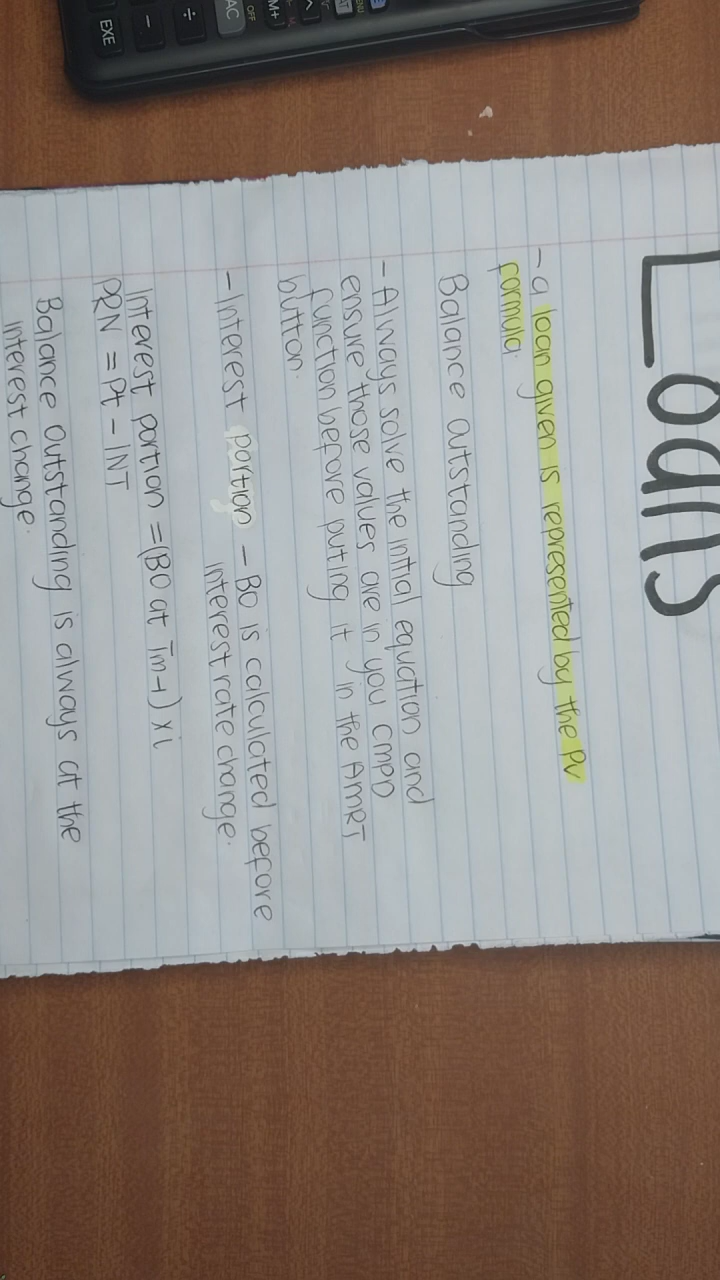 Loans
- a loan given is represented by the PV
formula
Balance outstanding
- Always solve the initial equation and
ensure those values are in you CMPD
function before puting it in the AMRT
button.
- Interest portion - BO is calculated before
interest rate change.
Interest portion = (BO at m-1) x i
PRN = Pt - INT
Balance outstanding is always at the
interest change.
M+
AC
OFF
÷
-
EXE